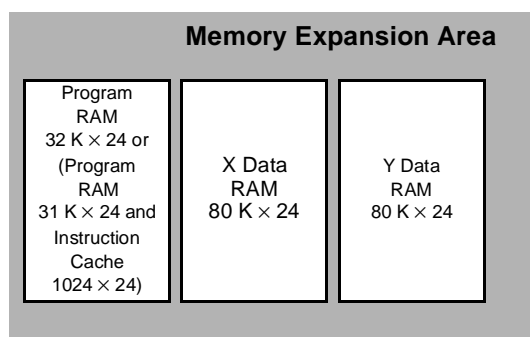 Memory Expansion Area
Program
RAM
32 K × 24 or
(Program
RAM
31 K × 24 and
Instruction
Cache
1024 × 24)
X Data
RAM
80 K × 24
Y Data
RAM
80 K × 24